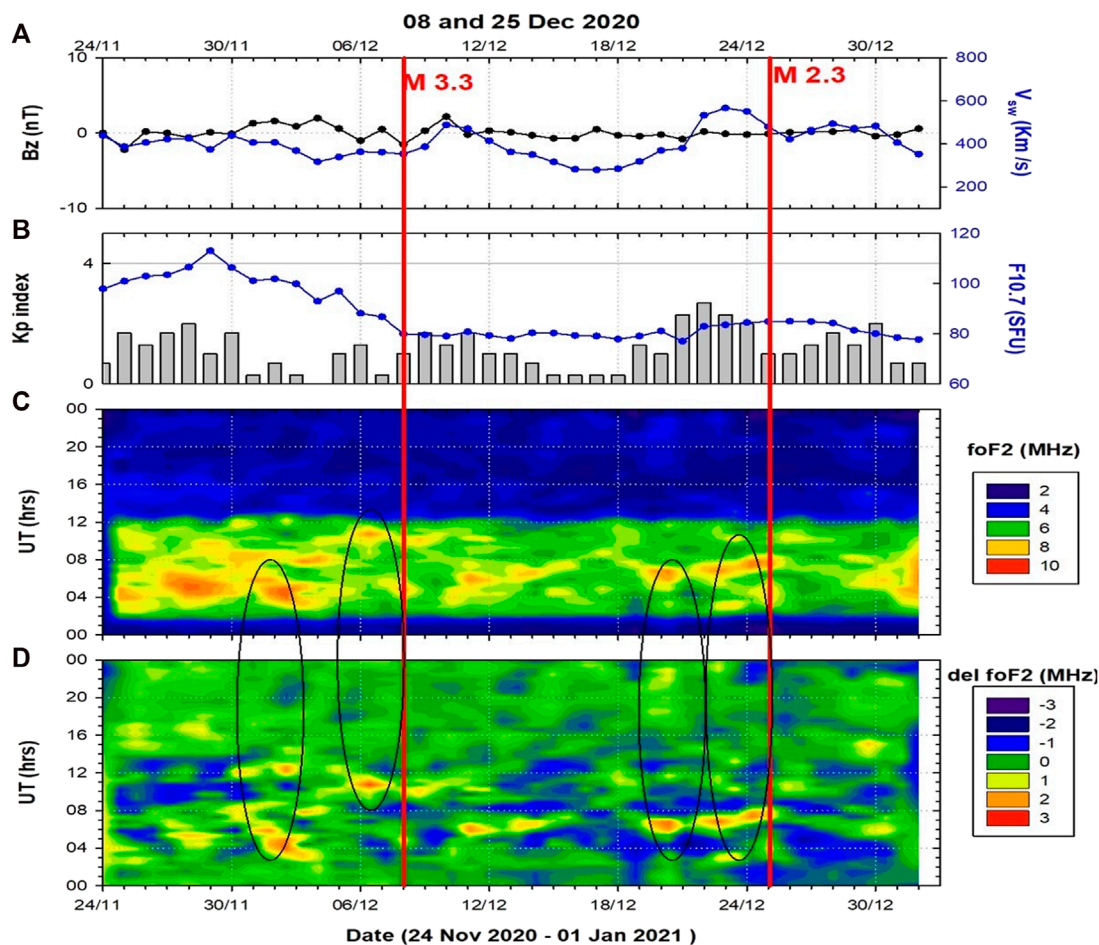 08 and 25 Dec 2020
A
24/11 30/11 06/12 12/12 18/12 24/12 30/12
10 800
M 3.3 M 2.3
600
0 400
200
-10
Bz (nT)
Vsw (Km/s)
B
120
4 100
80
0 60
Kp index
F10.7 (SFU)
C
00
20
16
12
08
04
00
UT (hrs)
foF2 (MHz)
2
4
6
8
10
D
00
20
16
12
08
04
00
UT (hrs)
del foF2 (MHz)
-3
-2
-1
0
1
2
3
24/11 30/11 06/12 12/12 18/12 24/12 30/12
Date (24 Nov 2020 - 01 Jan 2021 )